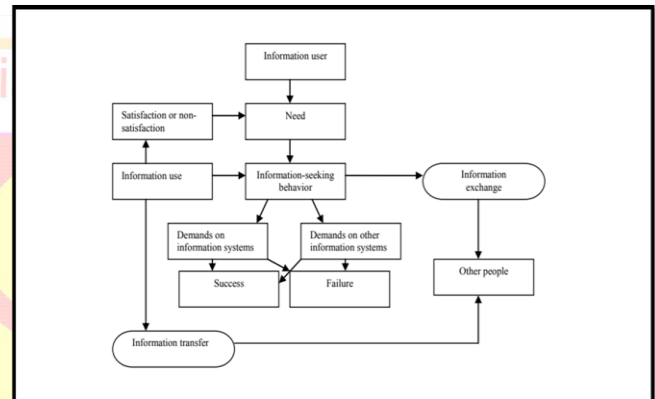 Information user
Satisfaction or non-
satisfaction
Need
Information use
Information-seeking
behavior
Information
exchange
Demands on
information systems
Demands on other
information systems
Other people
Success
Failure
Information transfer